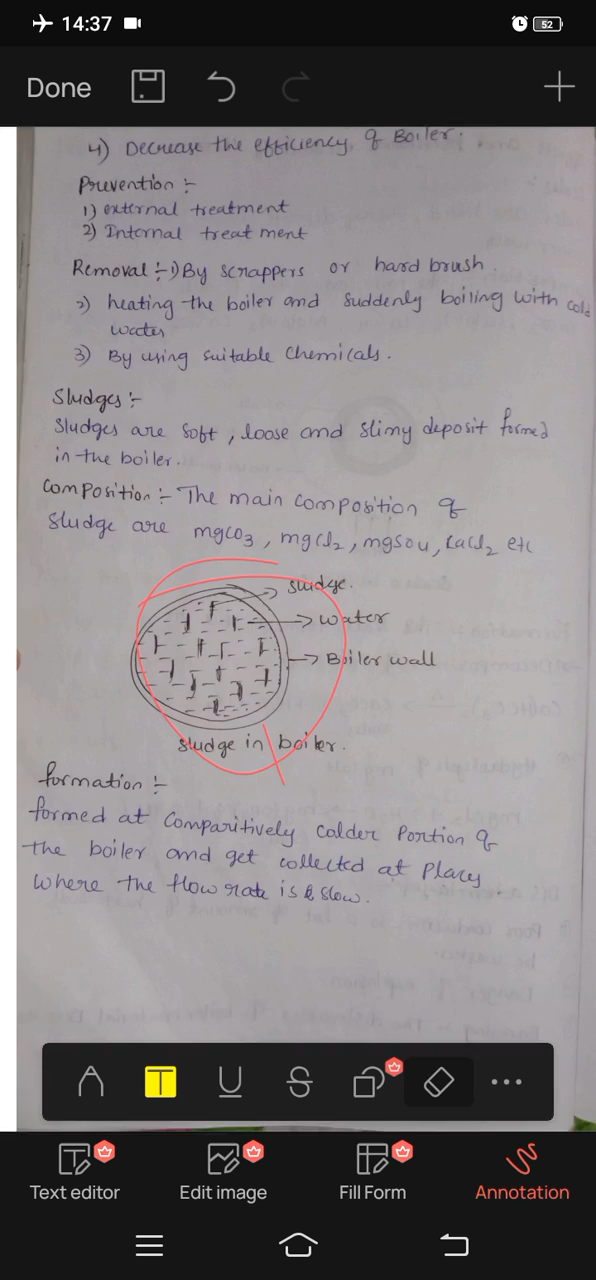 14:37
52
Done
4) Decrease the efficiency of Boiler.
Prevention :-
1) external treatment
2) Internal treat ment
Removal :- 1) By scrappers or hard brush.
2) heating the boiler and suddenly boiling with cold
water
3) By using suitable Chemicals.
Sludges :-
Sludges are soft, loose and slimy deposit formed
in the boiler.
Composition :- The main composition of
sludge are mgco3, mgcl2, mgso4, cacl2 etc
sludge.
water
Boiler wall
sludge in boiler.
formation :-
formed at comparitively colder portion of
the boiler and get collected at places
where the flow rate is slow.
T
U
S
Text editor
Edit image
Fill Form
Annotation